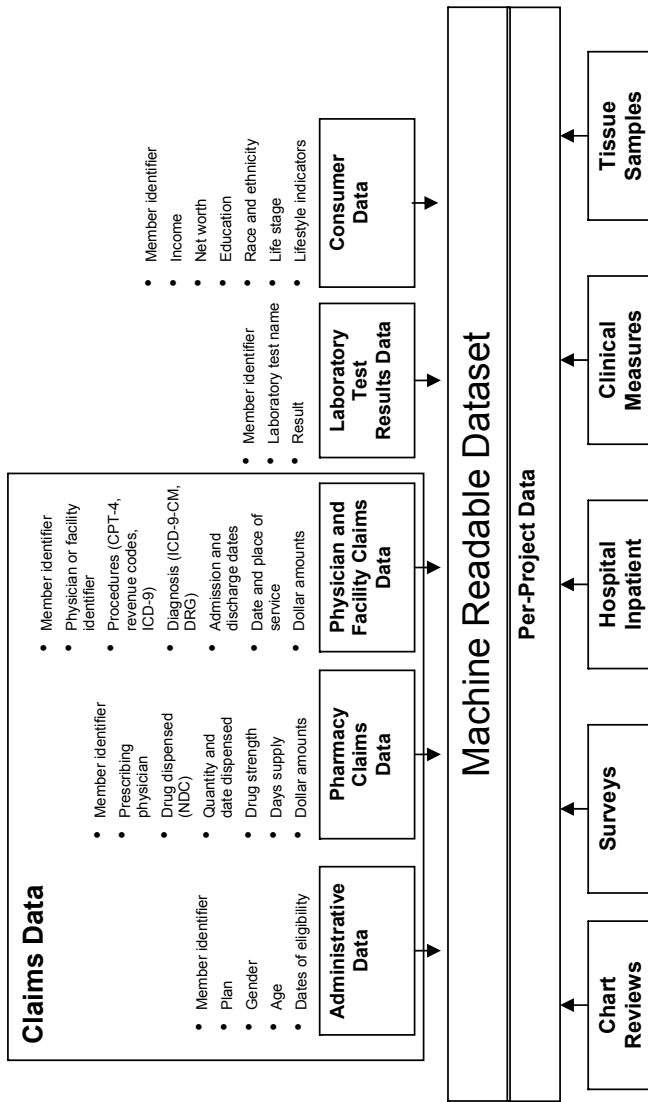 Claims Data
• Member identifier
• Plan
• Gender
• Age
• Dates of eligibility
Administrative
Data
• Member identifier
• Prescribing
physician
• Drug dispensed
(NDC)
• Quantity and
date dispensed
• Drug strength
• Days supply
• Dollar amounts
Pharmacy
Claims
Data
• Member identifier
• Physician or facility
identifier
• Procedures (CPT-4,
revenue codes,
ICD-9)
• Diagnosis (ICD-9-CM,
DRG)
• Admission and
discharge dates
• Date and place of
service
• Dollar amounts
Physician and
Facility Claims
Data
• Member identifier
• Laboratory test name
• Result
Laboratory
Test
Results Data
• Member identifier
• Income
• Net worth
• Education
• Race and ethnicity
• Life stage
• Lifestyle indicators
Consumer
Data
Machine Readable Dataset
Per-Project Data
Chart
Reviews
Surveys
Hospital
Inpatient
Clinical
Measures
Tissue
Samples